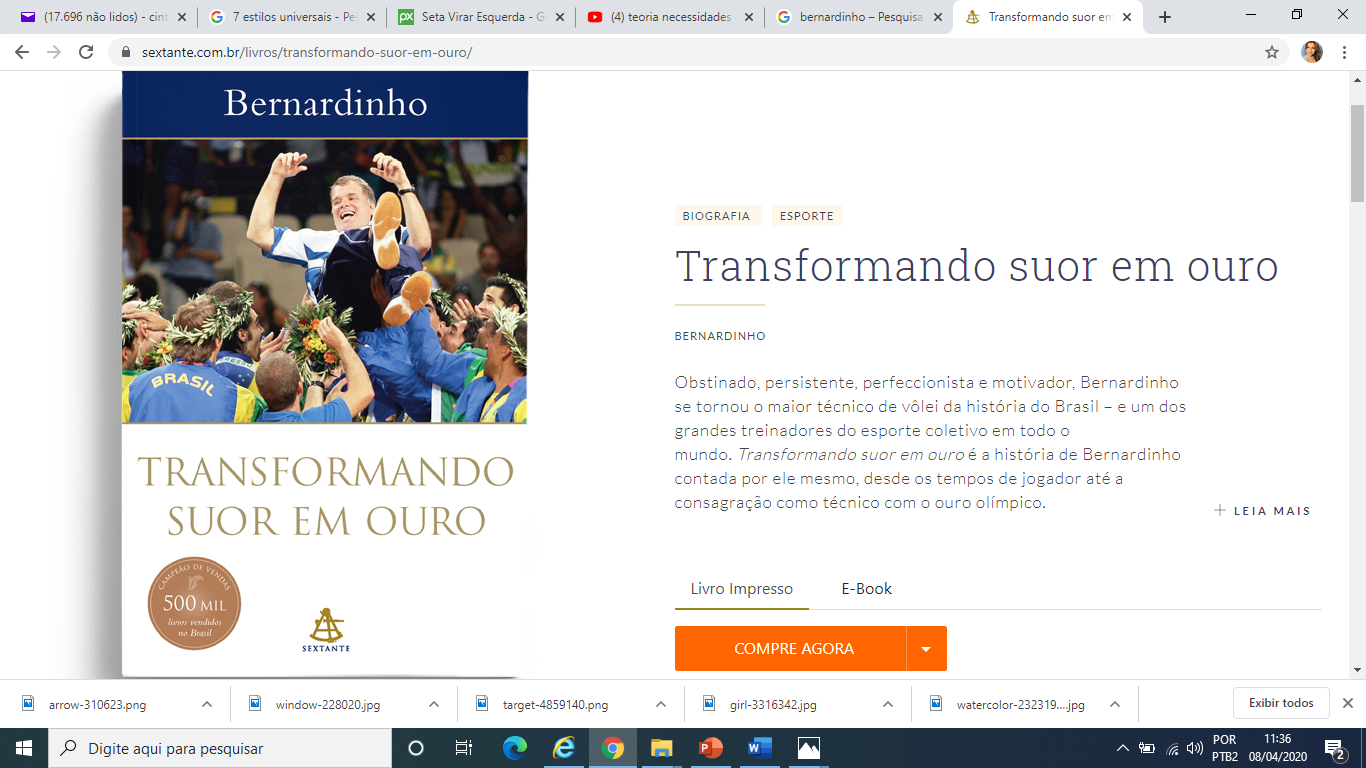 (17.696 não lidos) - cint
7 estilos universais - Pes
Seta Virar Esquerda - G
(4) teoria necessidades
bernardinho – Pesquisa
Transformando suor em
sextante.com.br/livros/transformando-suor-em-ouro/
Bernardinho
BRASIL
TRANSFORMANDO
SUOR EM OURO
CAMPEÃO DE VENDAS
500 MIL
livros vendidos
no Brasil
SEXTANTE
BIOGRAFIA
ESPORTE
Transformando suor em ouro
BERNARDINHO
Obstinado, persistente, perfeccionista e motivador, Bernardinho
se tornou o maior técnico de vôlei da história do Brasil – e um dos
grandes treinadores do esporte coletivo em todo o
mundo. Transformando suor em ouro é a história de Bernardinho
contada por ele mesmo, desde os tempos de jogador até a
consagração como técnico com o ouro olímpico.
+ LEIA MAIS
Livro Impresso
E-Book
COMPRE AGORA
arrow-310623.png
window-228020.jpg
target-4859140.png
girl-3316342.jpg
watercolor-232319....jpg
Exibir todos
Digite aqui para pesquisar
POR
PTB2
11:36
08/04/2020
2